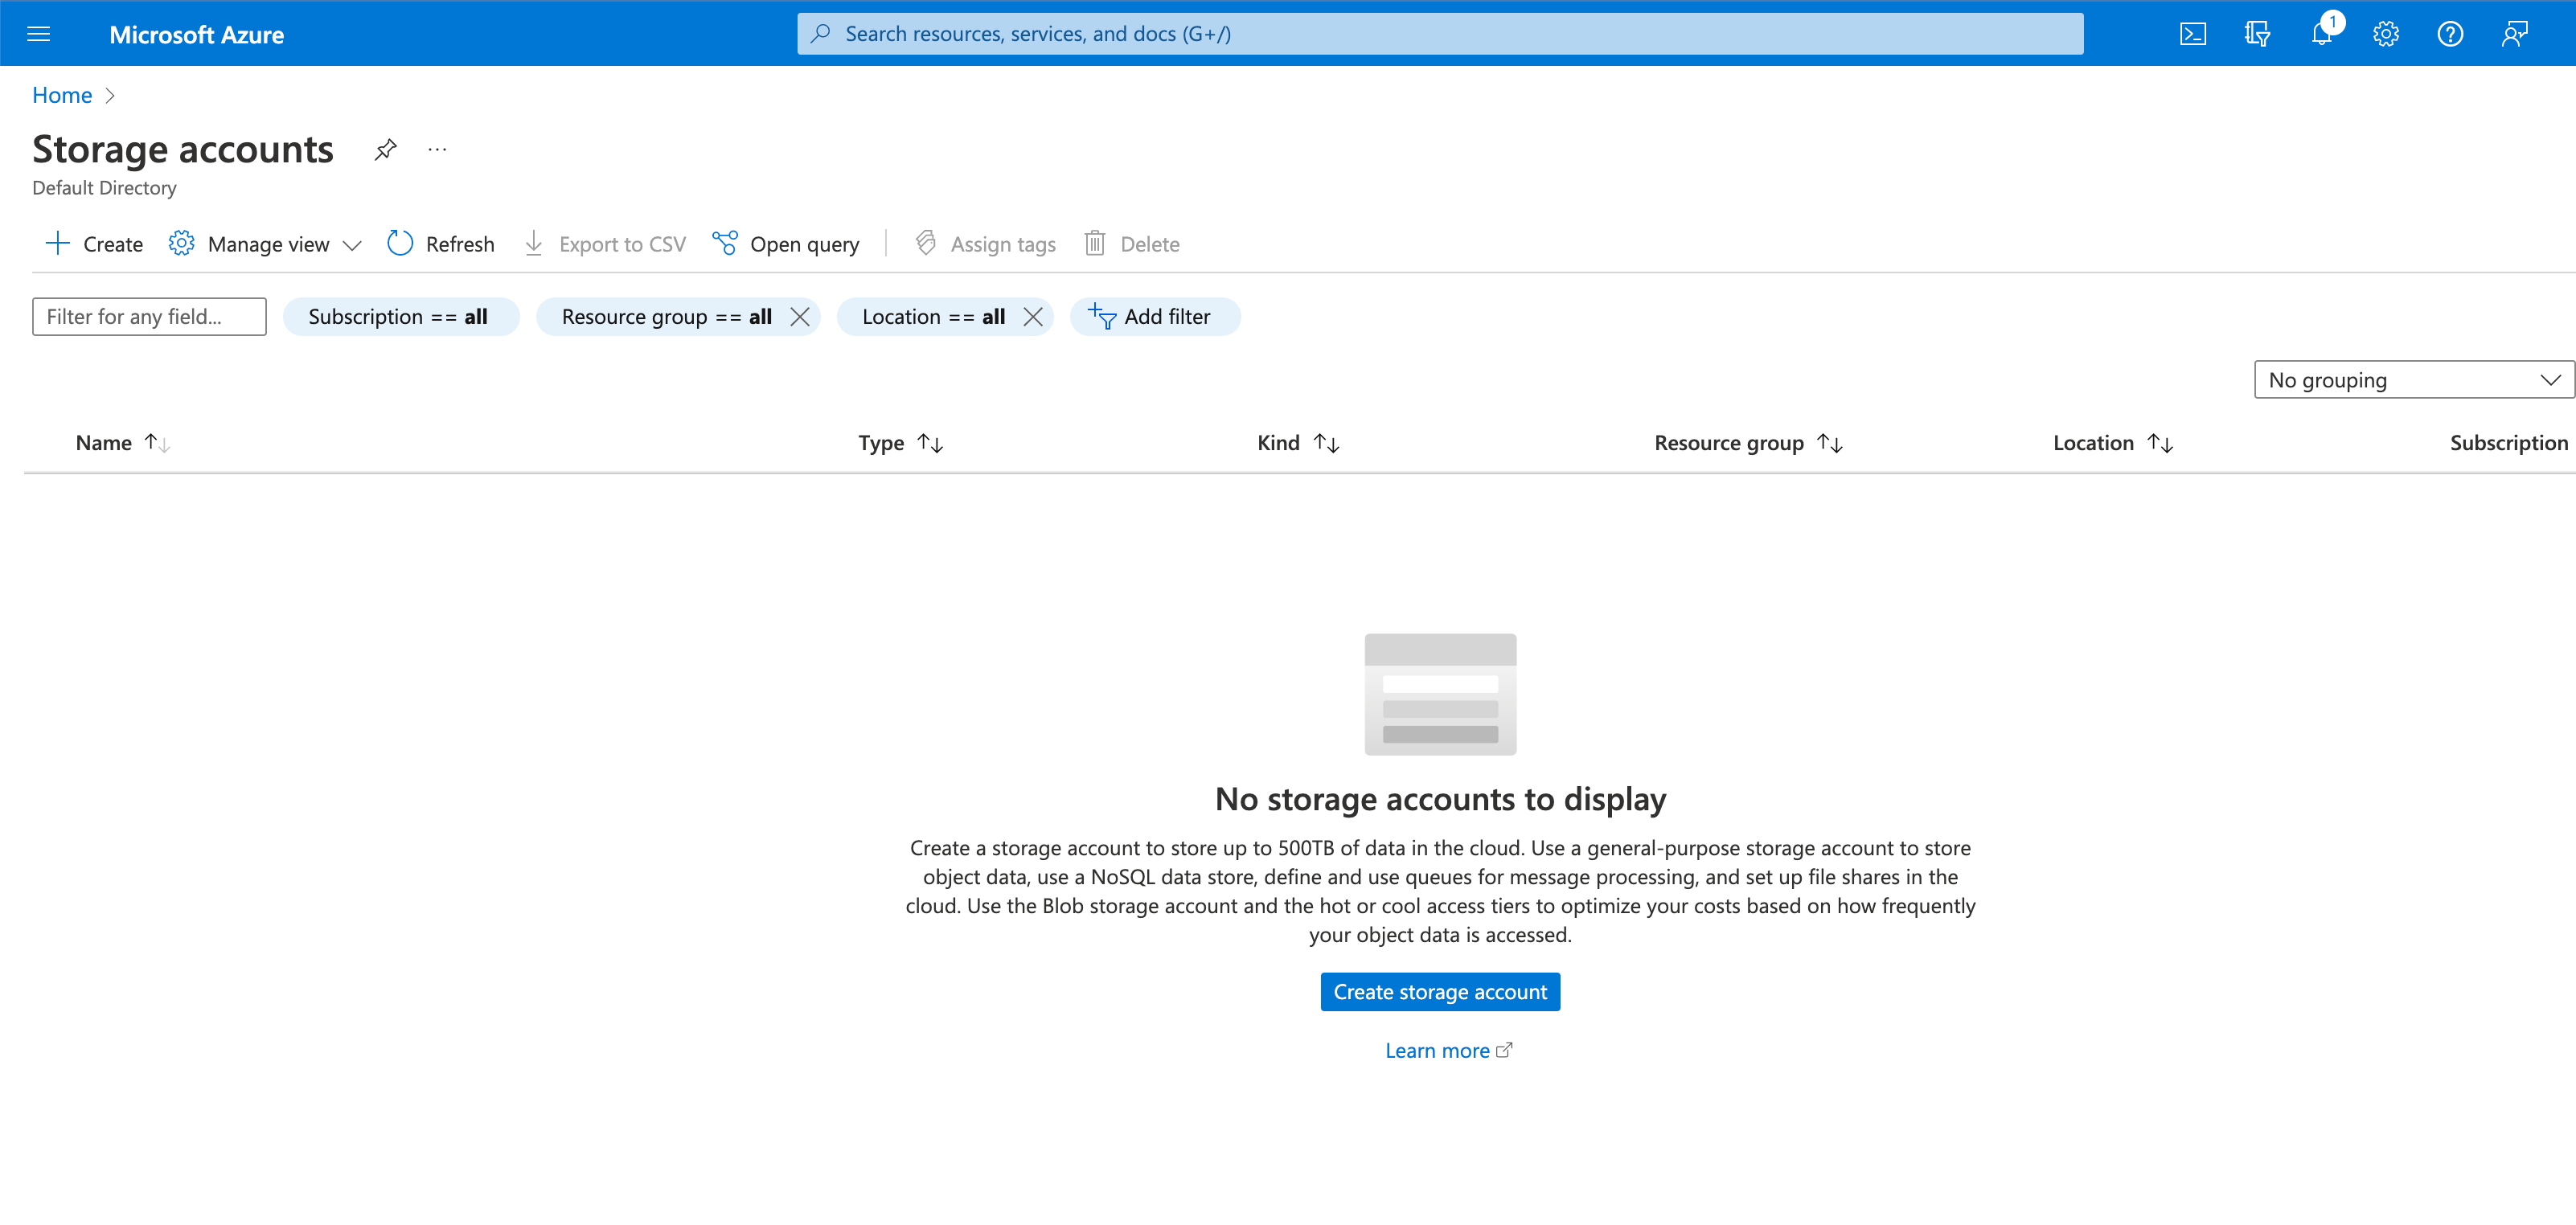 Microsoft Azure
Search resources, services, and docs (G+/)
1
Home
Storage accounts
...
Default Directory
Create
Manage view
Refresh
Export to CSV
Open query
Assign tags
Delete
Filter for any field...
Subscription == all
Resource group == all
Location == all
Add filter
No grouping
Name
Type
Kind
Resource group
Location
Subscription
No storage accounts to display
Create a storage account to store up to 500TB of data in the cloud. Use a general-purpose storage account to store
object data, use a NoSQL data store, define and use queues for message processing, and set up file shares in the
cloud. Use the Blob storage account and the hot or cool access tiers to optimize your costs based on how frequently
your object data is accessed.
Create storage account
Learn more